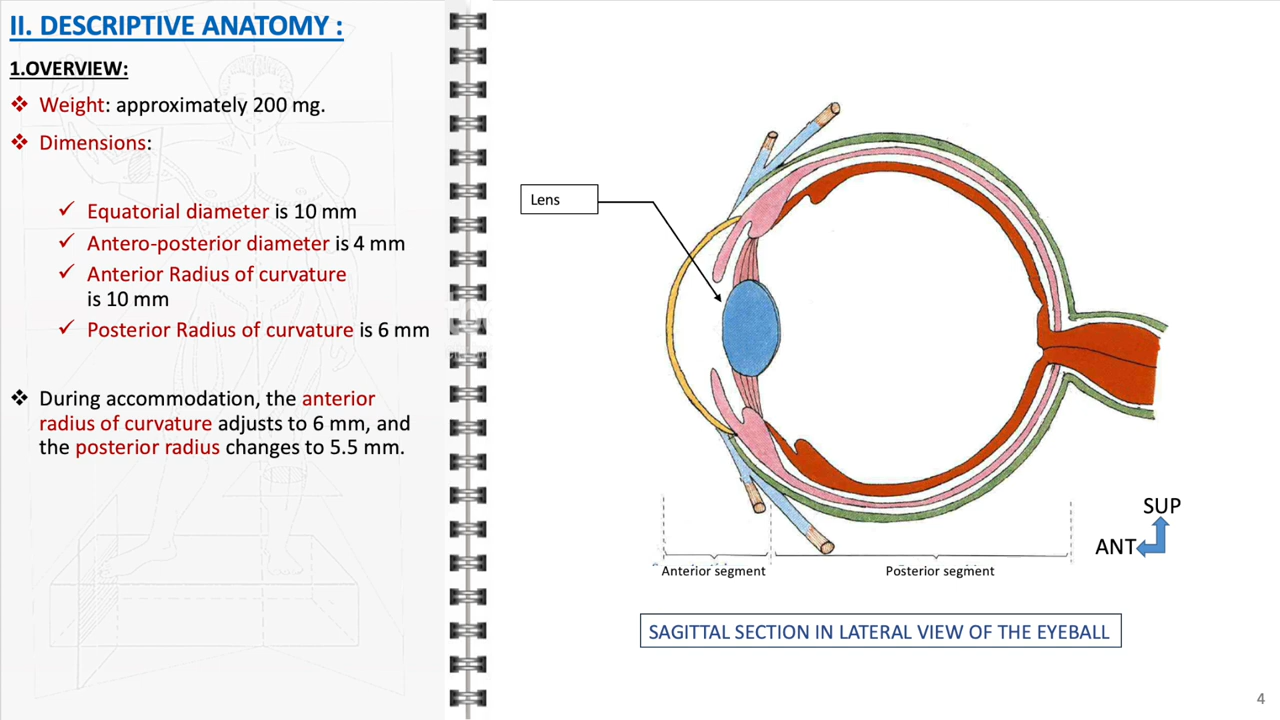 II. DESCRIPTIVE ANATOMY :
1.OVERVIEW:
❖ Weight: approximately 200 mg.
❖ Dimensions:
✓ Equatorial diameter is 10 mm
✓ Antero-posterior diameter is 4 mm
✓ Anterior Radius of curvature
is 10 mm
✓ Posterior Radius of curvature is 6 mm
❖ During accommodation, the anterior
radius of curvature adjusts to 6 mm, and
the posterior radius changes to 5.5 mm.
Lens
SUP
ANT
Anterior segment
Posterior segment
SAGITTAL SECTION IN LATERAL VIEW OF THE EYEBALL
4